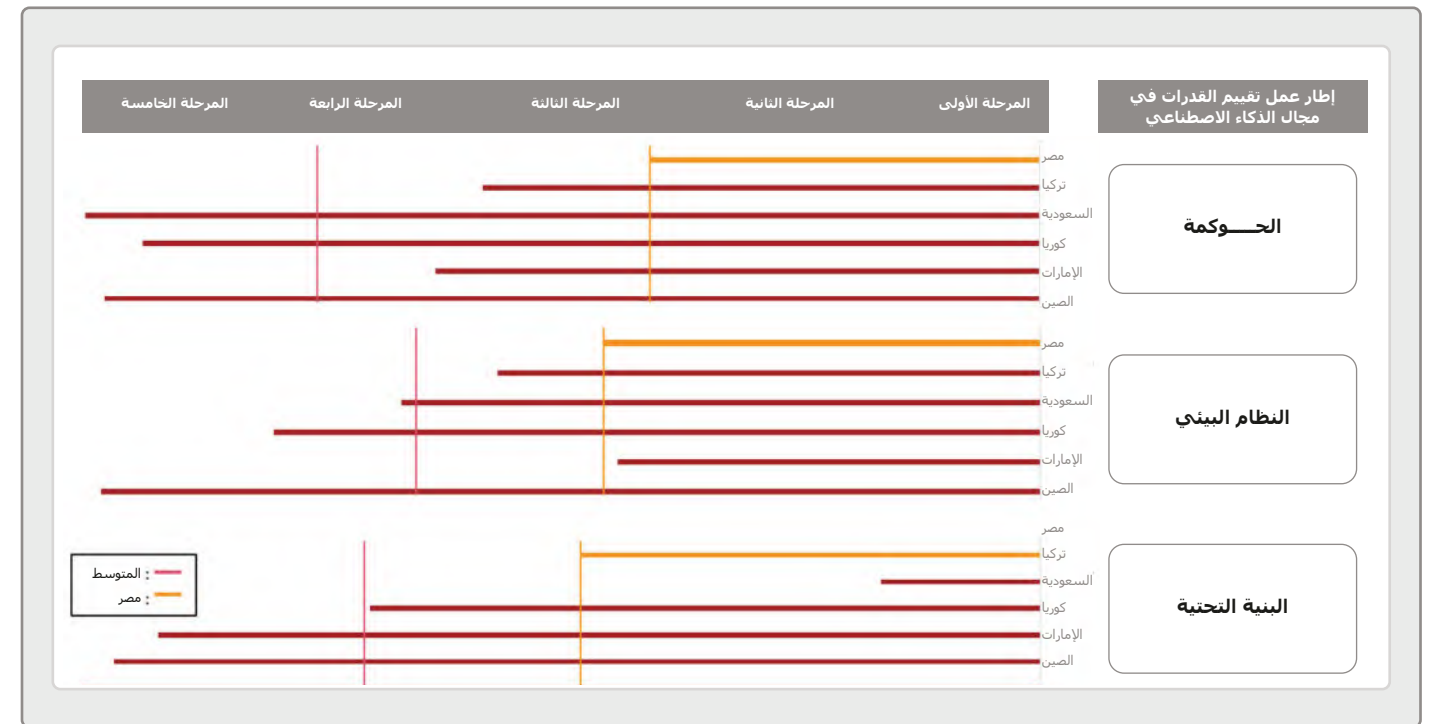 إطار عمل تقييم القدرات في
مجال الذكاء الاصطناعي
المرحلة الأولى
المرحلة الثانية
المرحلة الثالثة
المرحلة الرابعة
المرحلة الخامسة
الحــــوكمة
مصر
تركيا
السعودية
كوريا
الإمارات
الصين
النظام البيئي
مصر
تركيا
السعودية
كوريا
الإمارات
الصين
البنية التحتية
مصر
تركيا
السعودية
كوريا
الإمارات
الصين
: المتوسط
: مصر